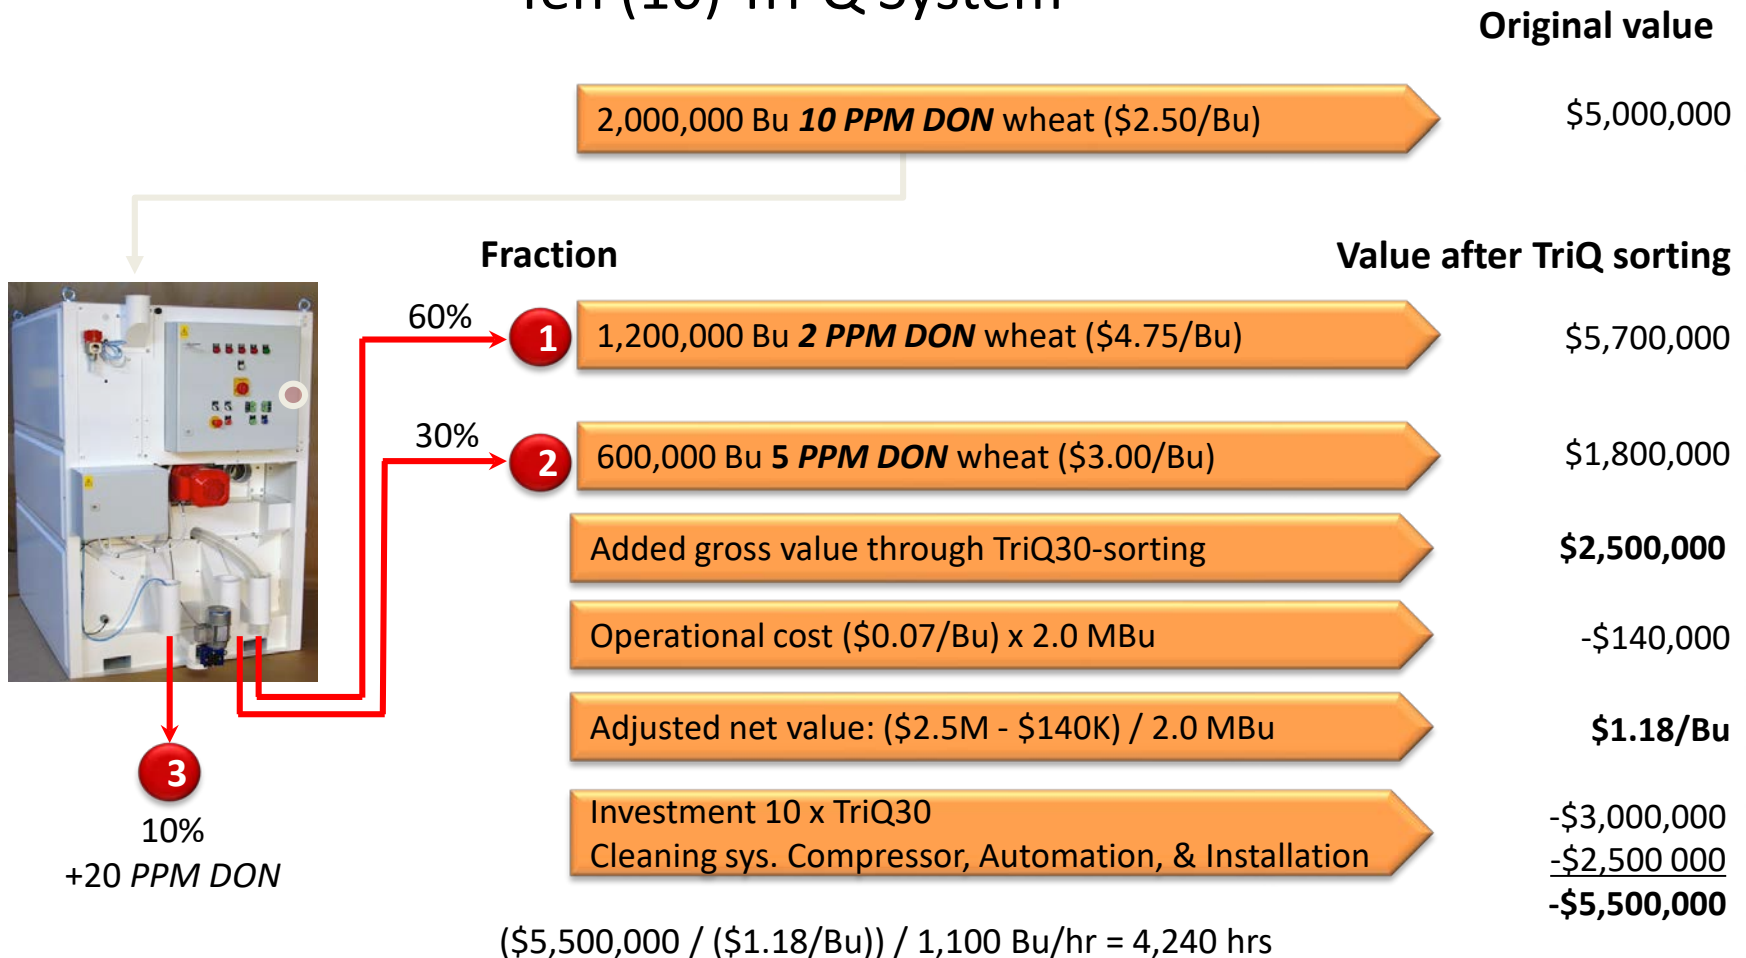 Ten (10) Tri-Q System
Original value
2,000,000 Bu 10 PPM DON wheat ($2.50/Bu)
$5,000,000
Fraction
Value after TriQ sorting
60%
1
1,200,000 Bu 2 PPM DON wheat ($4.75/Bu)
$5,700,000
30%
2
600,000 Bu 5 PPM DON wheat ($3.00/Bu)
$1,800,000
Added gross value through TriQ30-sorting
$2,500,000
Operational cost ($0.07/Bu) x 2.0 MBu
-$140,000
Adjusted net value: ($2.5M - $140K) / 2.0 MBu
$1.18/Bu
3
10%
+20 PPM DON
Investment 10 x TriQ30
-$3,000,000
Cleaning sys. Compressor, Automation, & Installation
-$2,500 000
-$5,500,000
($5,500,000 / ($1.18/Bu)) / 1,100 Bu/hr = 4,240 hrs